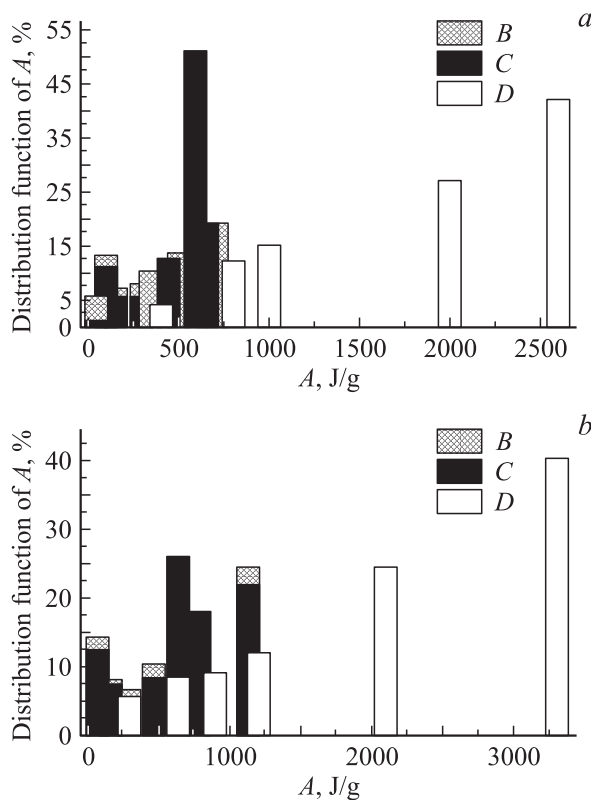 a
55
45
35
25
15
5
0
Distribution function of A, %
B
C
D
0 500 1000 1500 2000 2500
A, J/g
b
40
30
20
10
0
Distribution function of A, %
B
C
D
0 1000 2000 3000
A, J/g